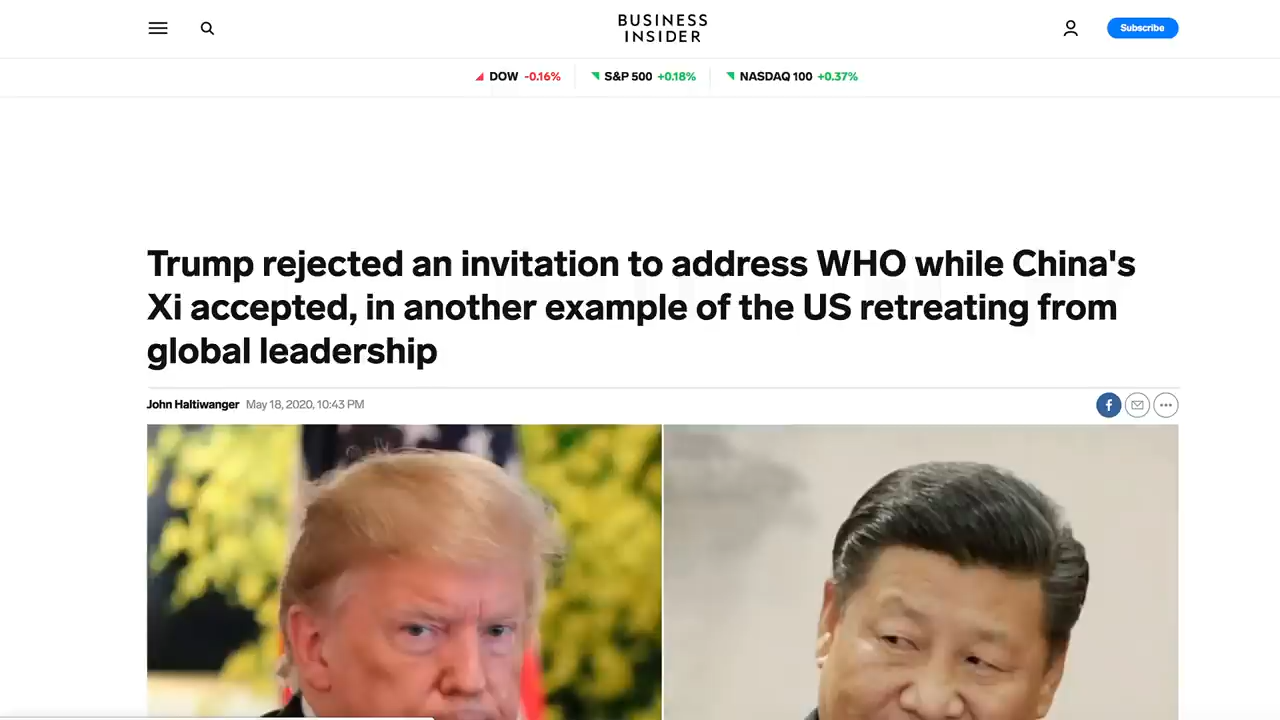 BUSINESS
INSIDER
Subscribe
DOW -0.16% S&P 500 +0.18% NASDAQ 100 +0.37%
Trump rejected an invitation to address WHO while China's
Xi accepted, in another example of the US retreating from
global leadership
John Haltiwanger May 18, 2020, 10:43 PM